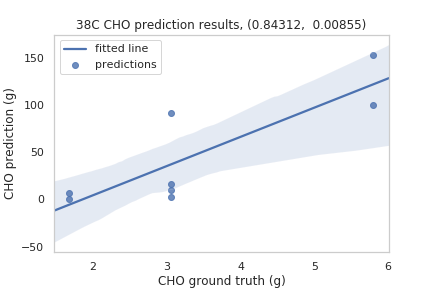 38C CHO prediction results, (0.84312, 0.00855)
fitted line
predictions
CHO prediction (g)
150
100
50
0
−50
2 3 4 5 6
CHO ground truth (g)